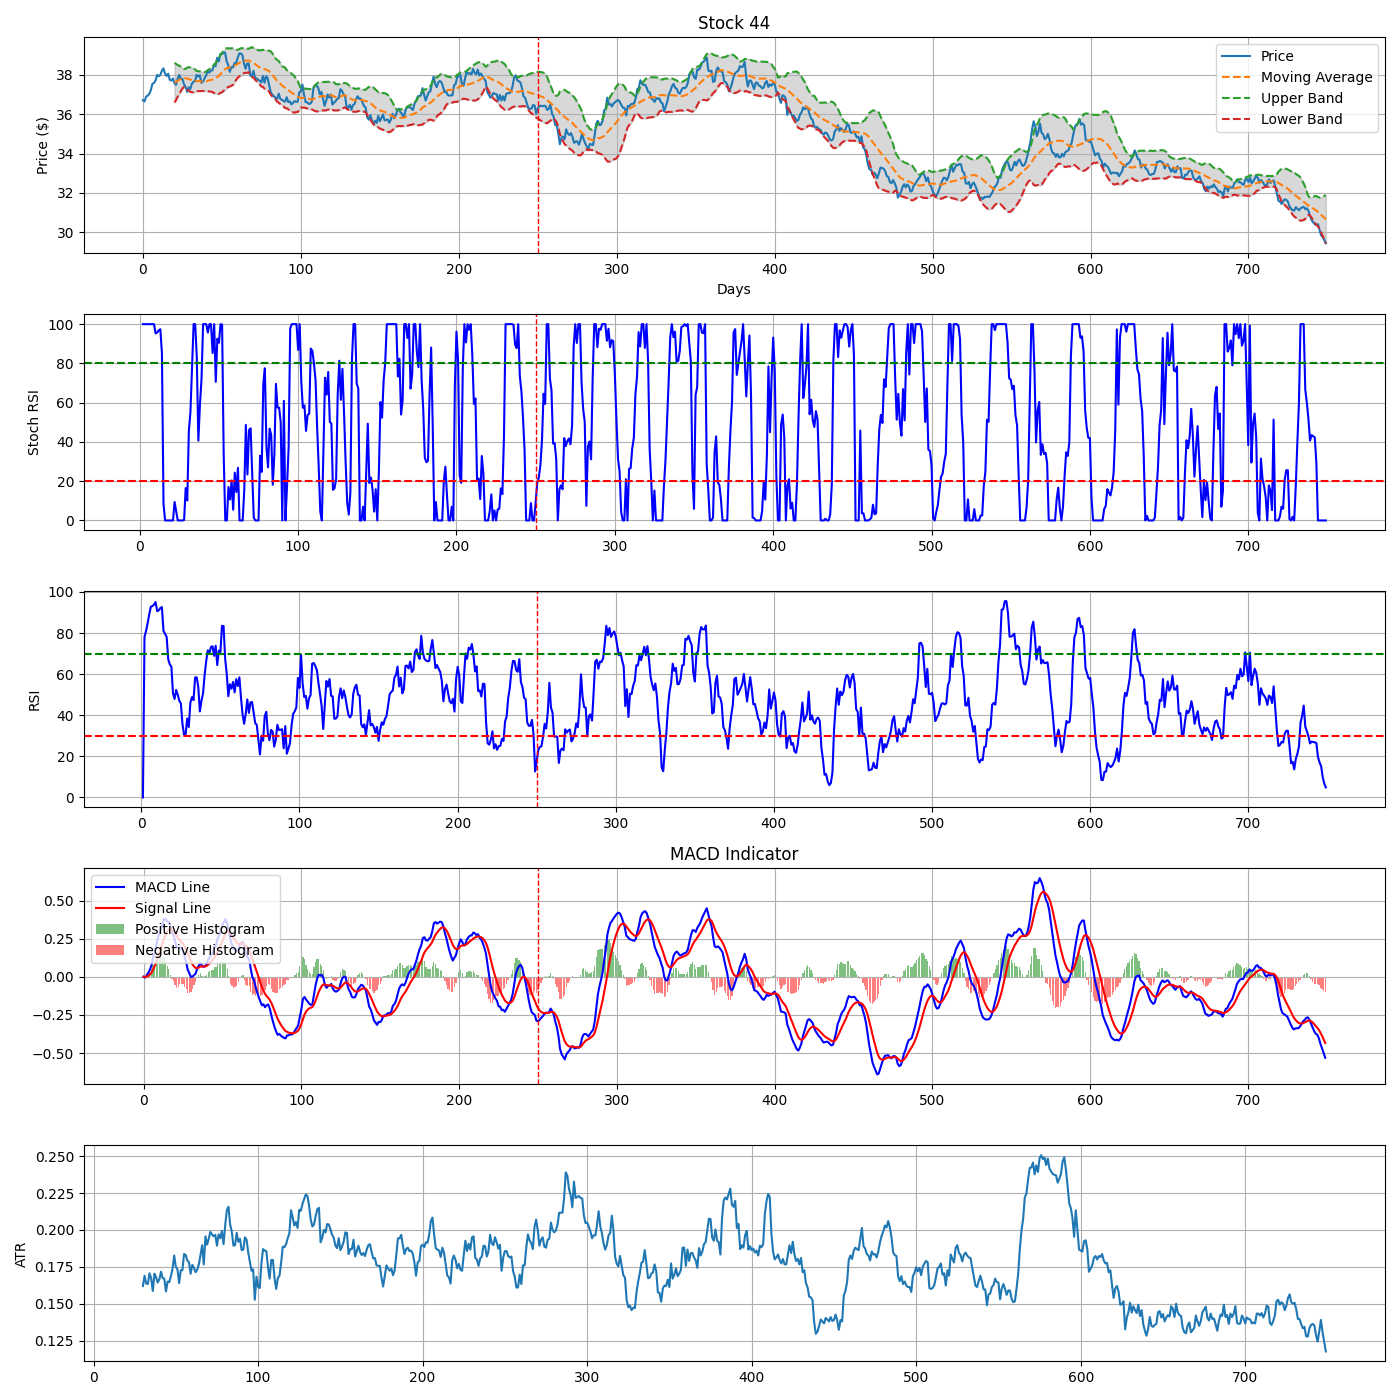 Stock 44
Price ($)
38
36
34
32
30
Price
Moving Average
Upper Band
Lower Band
0 100 200 300 400 500 600 700
Days
Stoch RSI
100
80
60
40
20
0
0 100 200 300 400 500 600 700
RSI
100
80
60
40
20
0
0 100 200 300 400 500 600 700
MACD Indicator
0.50
0.25
0.00
−0.25
−0.50
MACD Line
Signal Line
Positive Histogram
Negative Histogram
0 100 200 300 400 500 600 700
ATR
0.250
0.225
0.200
0.175
0.150
0.125
0 100 200 300 400 500 600 700